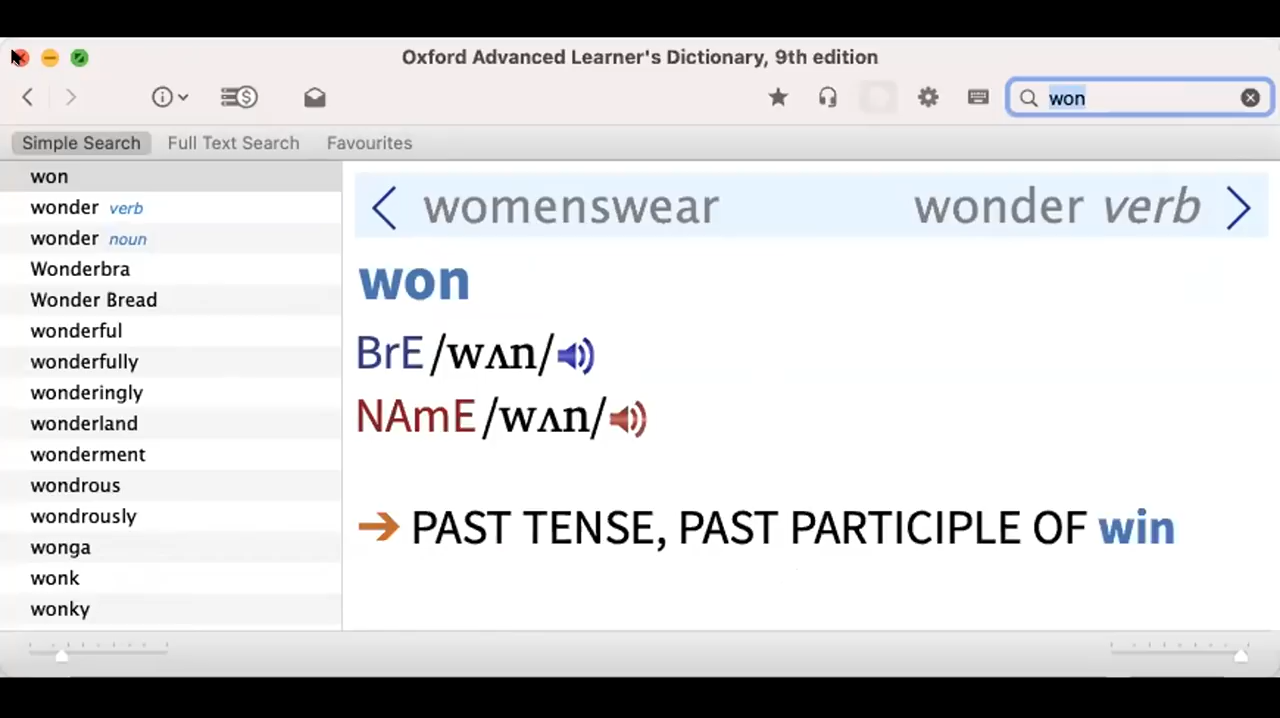 Oxford Advanced Learner's Dictionary, 9th edition
won
Simple Search Full Text Search Favourites
won
wonder verb
wonder noun
Wonderbra
Wonder Bread
wonderful
wonderfully
wonderingly
wonderland
wonderment
wondrous
wondrously
wonga
wonk
wonky
womenswear wonder verb
won
BrE /wʌn/
NAmE /wʌn/
→ PAST TENSE, PAST PARTICIPLE OF win